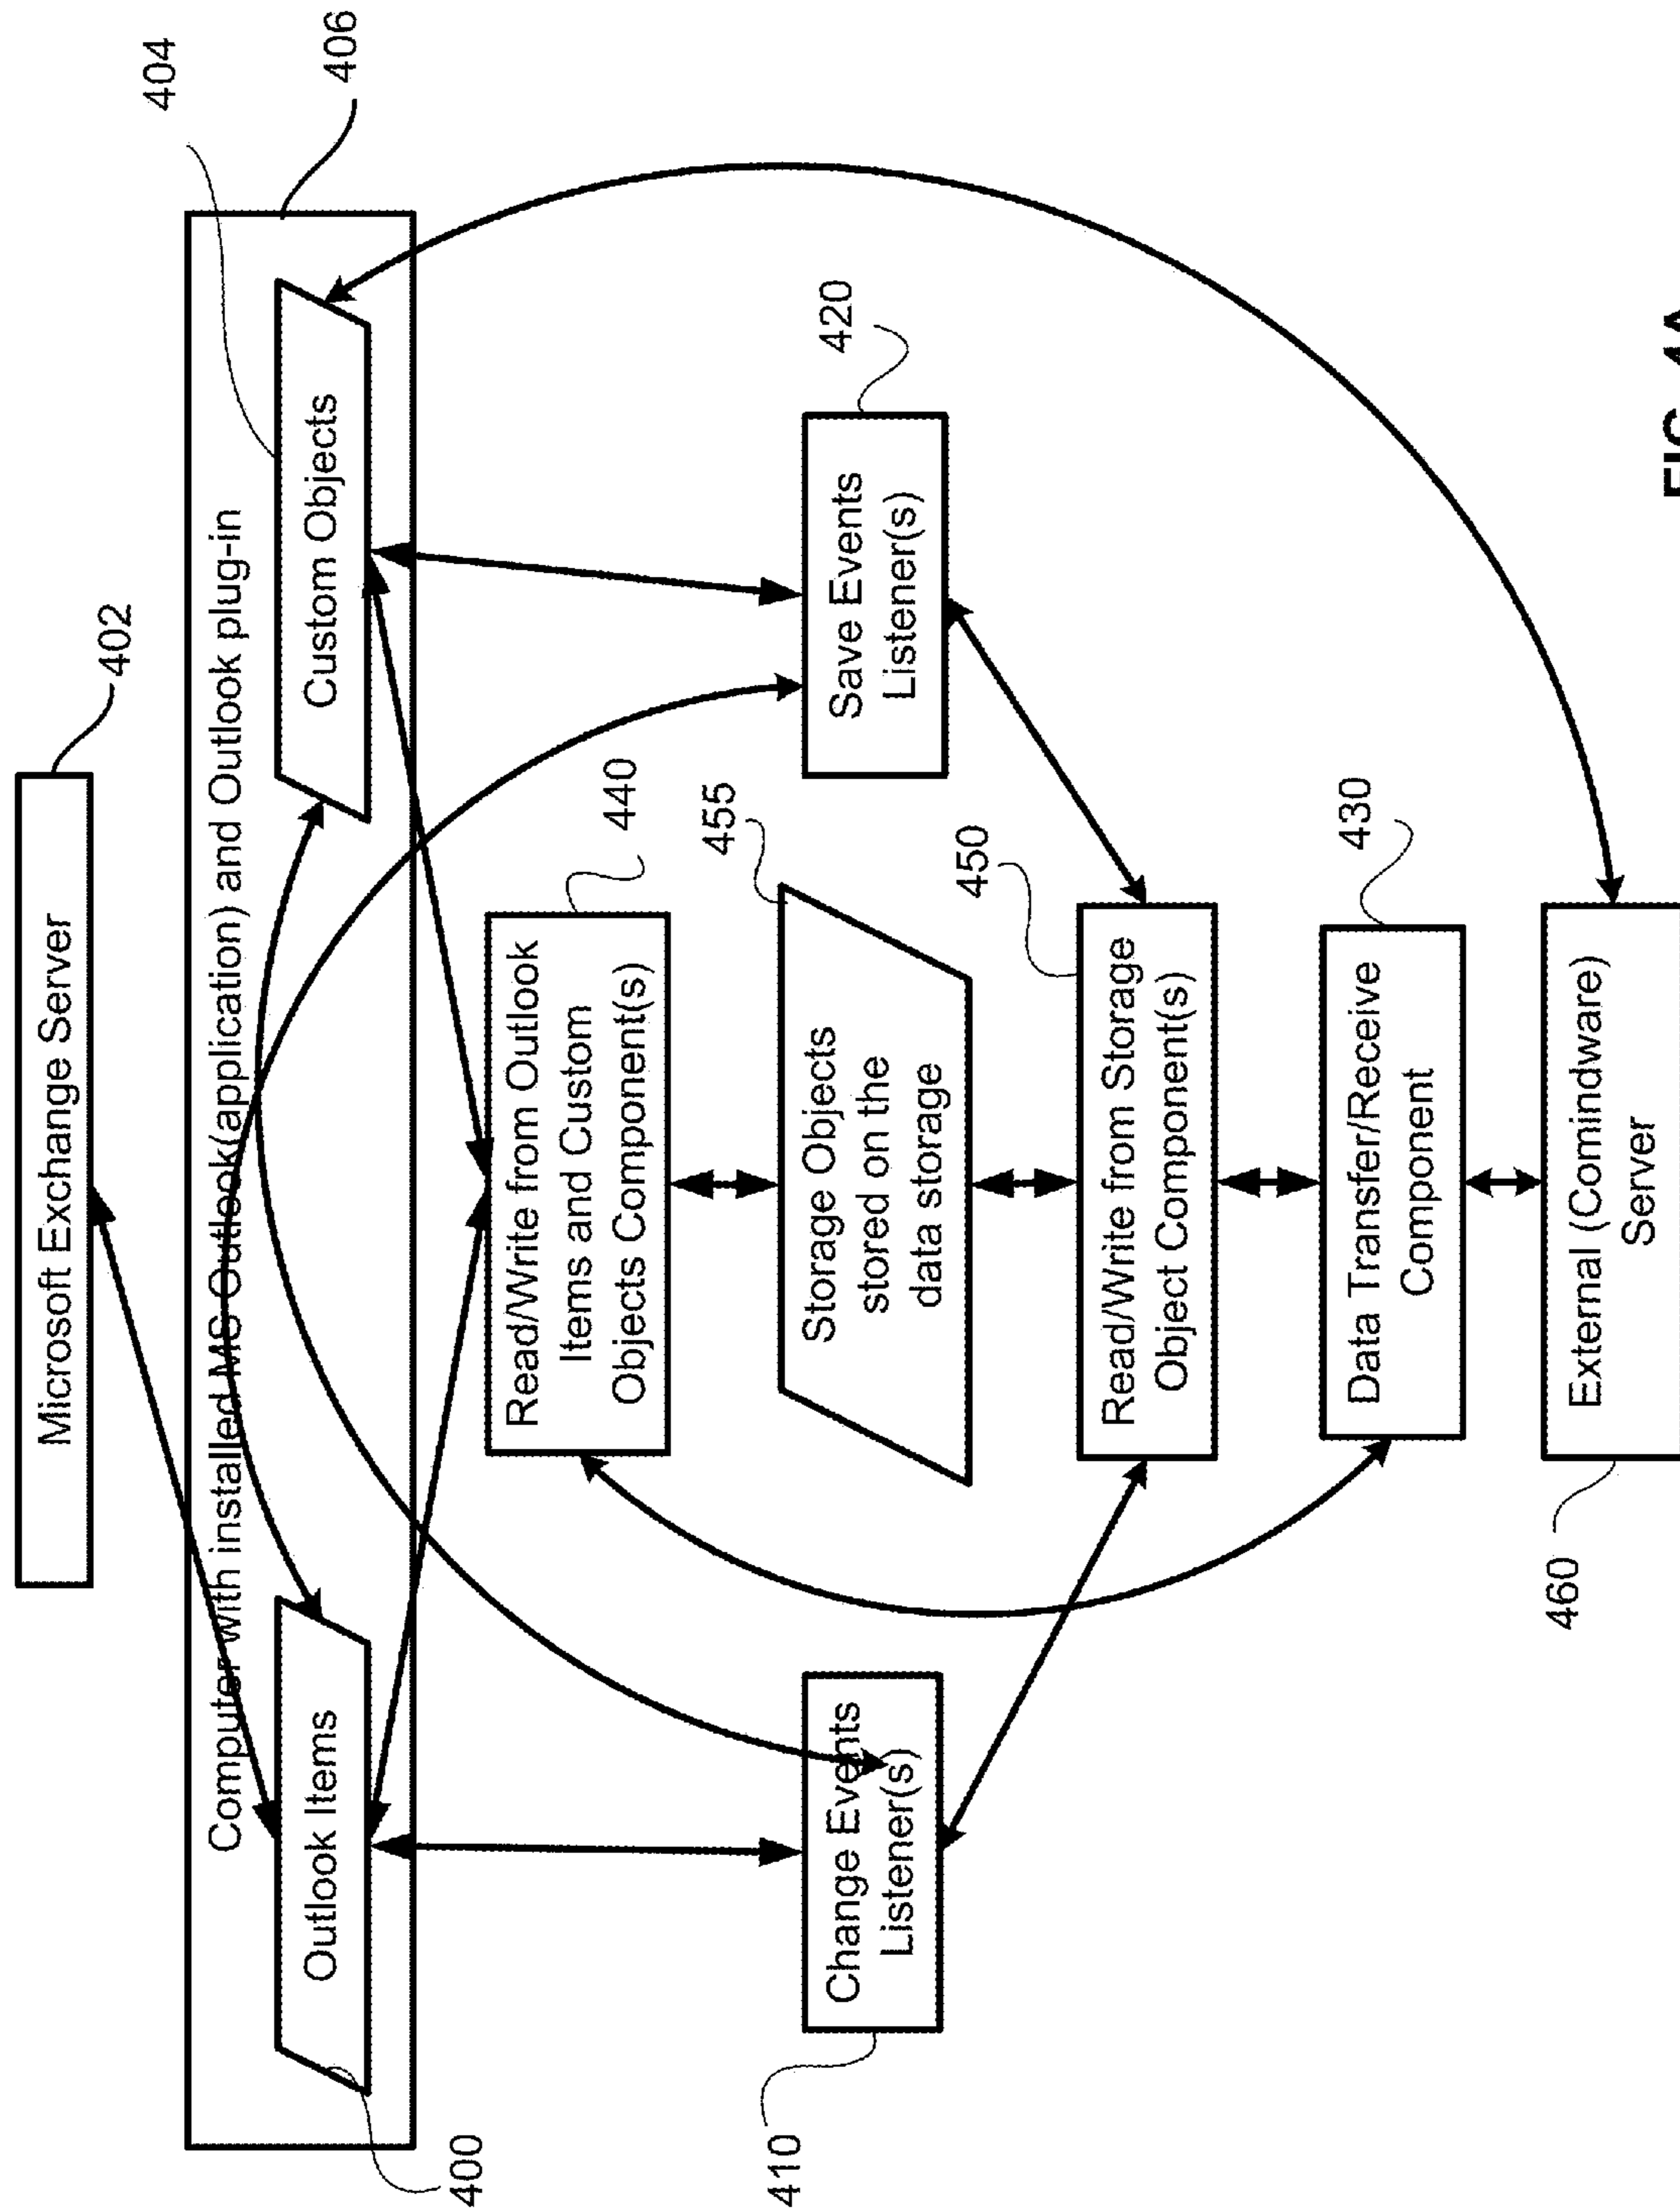 Microsoft Exchange Server
402
404
406
Computer with installed MS Outlook(application) and Outlook plug-in
Outlook Items
Custom Objects
400
Read/Write from Outlook
Items and Custom
Objects Component(s)
440
Change Events
Listener(s)
410
Storage Objects
stored on the
data storage
455
Save Events
Listener(s)
420
Read/Write from Storage
Object Component(s)
450
Data Transfer/Receive
Component
430
External (Comindware)
Server
460
FIG. 4A